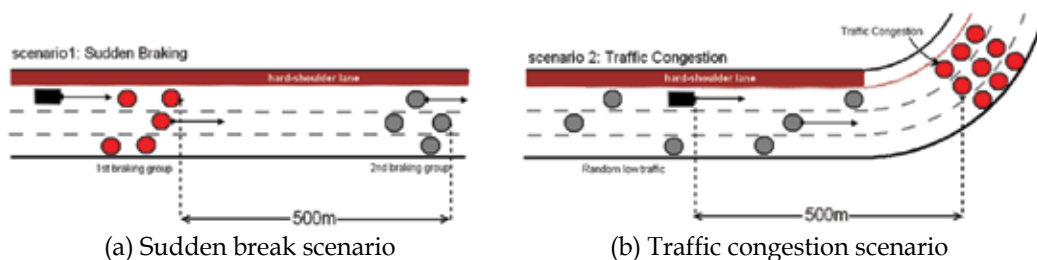 scenario1: Sudden Braking
hard-shoulder lane
1st braking group
2nd braking group
500m
(a) Sudden break scenario
Traffic Congestion
scenario 2: Traffic Congestion
hard-shoulder lane
Random low traffic
500m
(b) Traffic congestion scenario